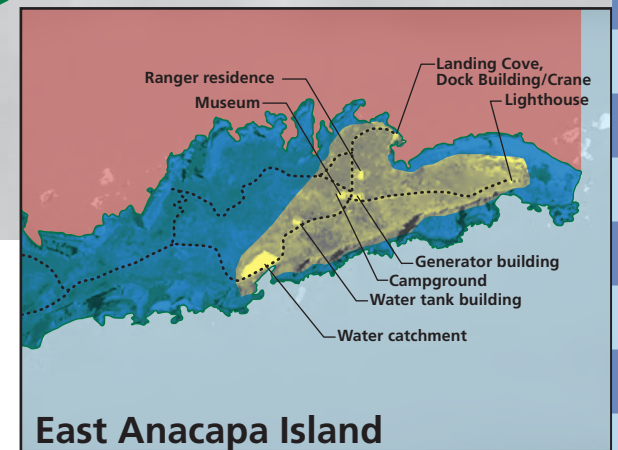 Landing Cove,
Dock Building/Crane
Ranger residence
Museum
Lighthouse
Generator building
Campground
Water tank building
Water catchment
East Anacapa Island